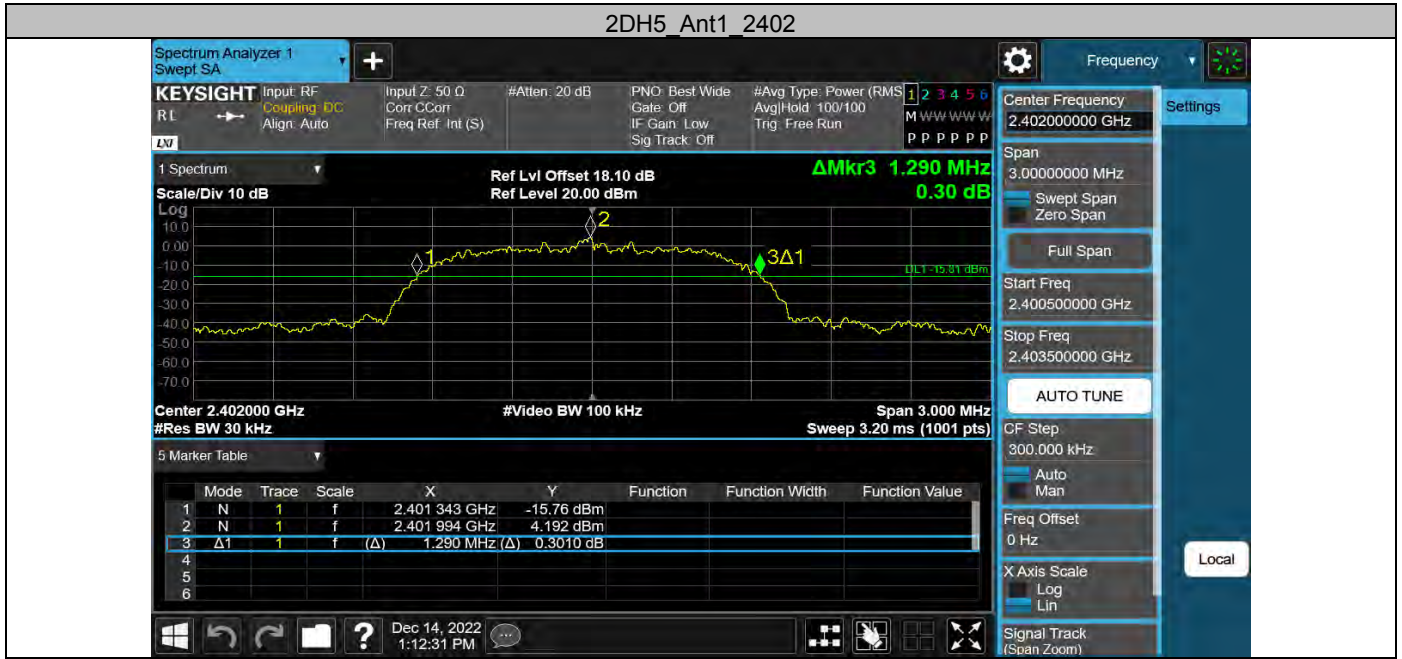 2DH5_Ant1_2402
Spectrum Analyzer 1
Swept SA
Frequency
KEYSIGHT
RL
LXI
Input: RF
Coupling: DC
Align: Auto
Input Z: 50 Ω
Corr CCorr
Freq Ref: Int (S)
#Atten: 20 dB
PNO: Best Wide
Gate: Off
IF Gain: Low
Sig Track: Off
#Avg Type: Power (RMS
Avg|Hold: 100/100
Trig: Free Run
1 2 3 4 5 6
M W W W W W
P P P P P P
Center Frequency
2.402000000 GHz
Settings
Span
3.00000000 MHz
Swept Span
Zero Span
Full Span
Start Freq
2.400500000 GHz
Stop Freq
2.403500000 GHz
AUTO TUNE
CF Step
300.000 kHz
Auto
Man
Freq Offset
0 Hz
X Axis Scale
Log
Lin
Signal Track
(Span Zoom)
Local
1 Spectrum
Scale/Div 10 dB
Ref Lvl Offset 18.10 dB
Ref Level 20.00 dBm
ΔMkr3 1.290 MHz
0.30 dB
Log
10.0
0.00
-10.0
-20.0
-30.0
-40.0
-50.0
-60.0
-70.0
1
2
3Δ1
DL1 -15.81 dBm
Center 2.402000 GHz
#Res BW 30 kHz
#Video BW 100 kHz
Span 3.000 MHz
Sweep 3.20 ms (1001 pts)
5 Marker Table
Mode Trace Scale X Y Function Function Width Function Value
1 N 1 f 2.401 343 GHz -15.76 dBm
2 N 1 f 2.401 994 GHz 4.192 dBm
3 Δ1 1 f (Δ) 1.290 MHz (Δ) 0.3010 dB
4
5
6
Dec 14, 2022
1:12:31 PM